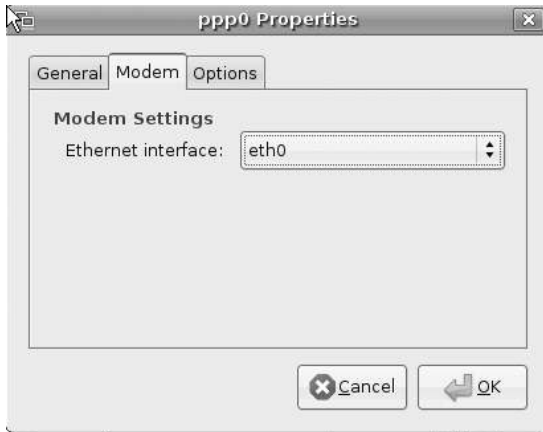 ppp0 Properties
General Modem Options
Modem Settings
Ethernet interface: eth0
Cancel OK